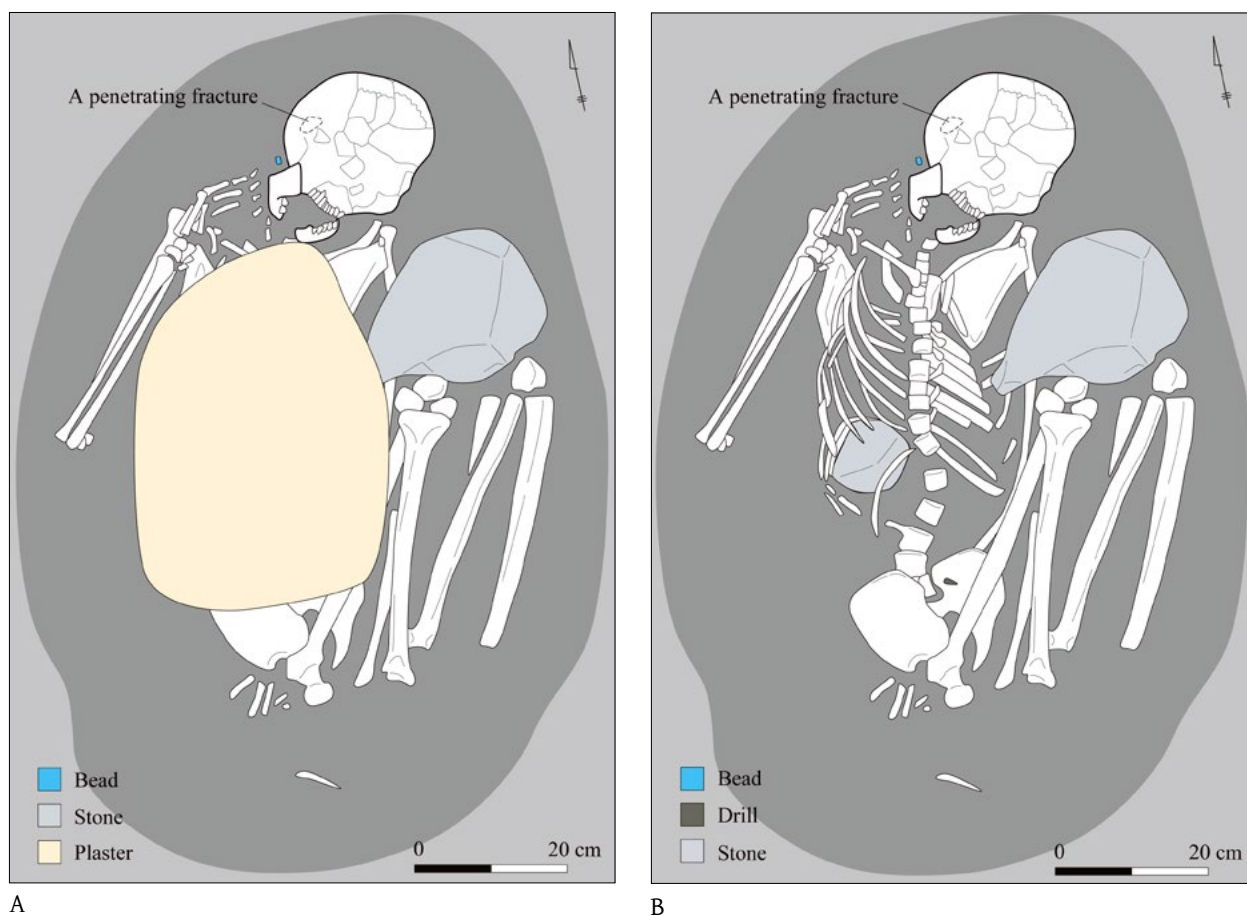 A penetrating fracture
Bead
Stone
Plaster
0 20 cm
A
A penetrating fracture
Bead
Drill
Stone
0 20 cm
B